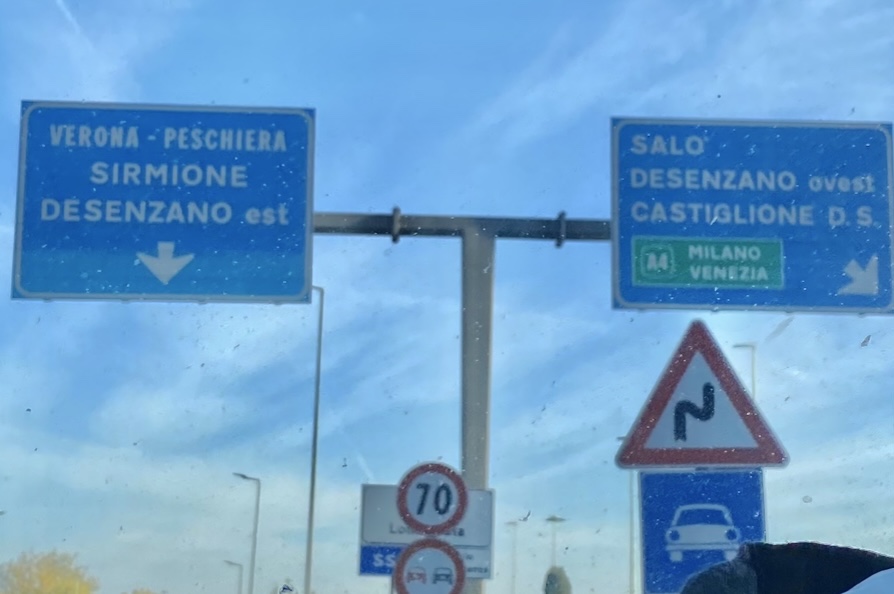 VERONA - PESCHIERA
SIRMIONE
DESENZANO est
SALO'
DESENZANO ovest
CASTIGLIONE D.S.
A4
MILANO
VENEZIA
70
SS